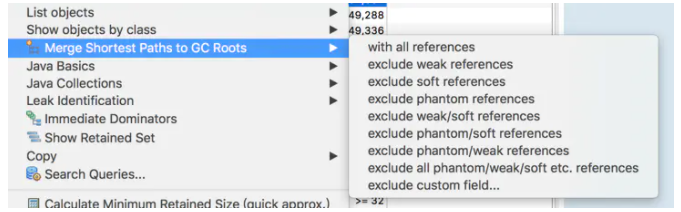 List objects
49,288
Show objects by class
49,336
Merge Shortest Paths to GC Roots
with all references
exclude weak references
Java Basics
exclude soft references
Java Collections
exclude phantom references
Leak Identification
exclude weak/soft references
Immediate Dominators
exclude phantom/soft references
Show Retained Set
exclude phantom/weak references
Copy
exclude all phantom/weak/soft etc. references
Search Queries...
exclude custom field...
Calculate Minimum Retained Size (quick approx.)
>= 32